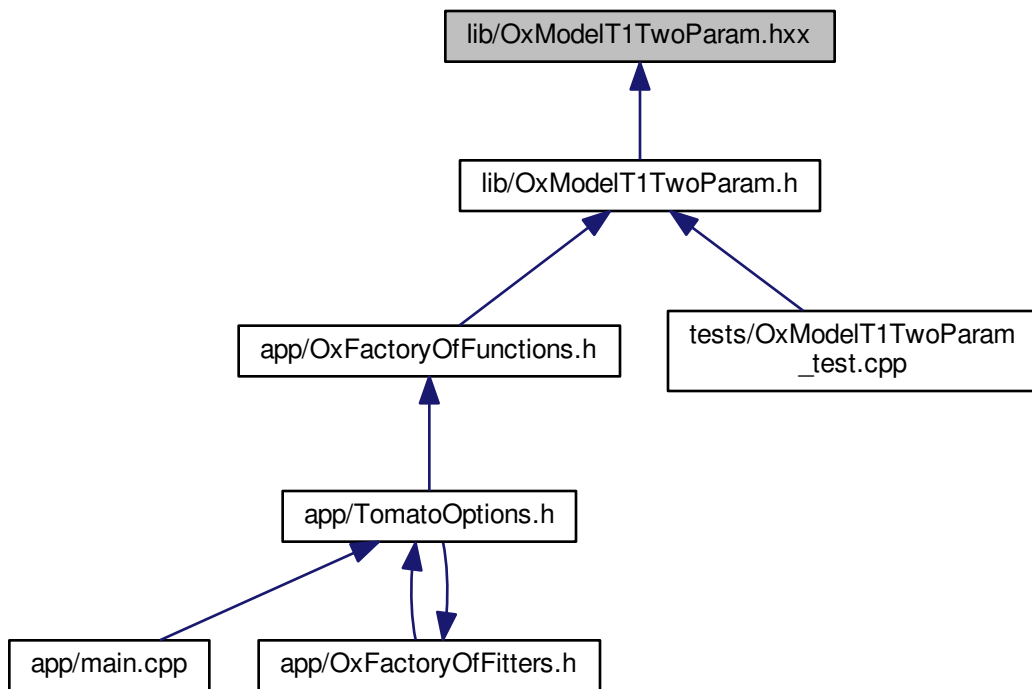 lib/OxModelT1TwoParam.hxx
lib/OxModelT1TwoParam.h
app/OxFactoryOfFunctions.h
tests/OxModelT1TwoParam
_test.cpp
app/TomatoOptions.h
app/main.cpp
app/OxFactoryOfFitters.h